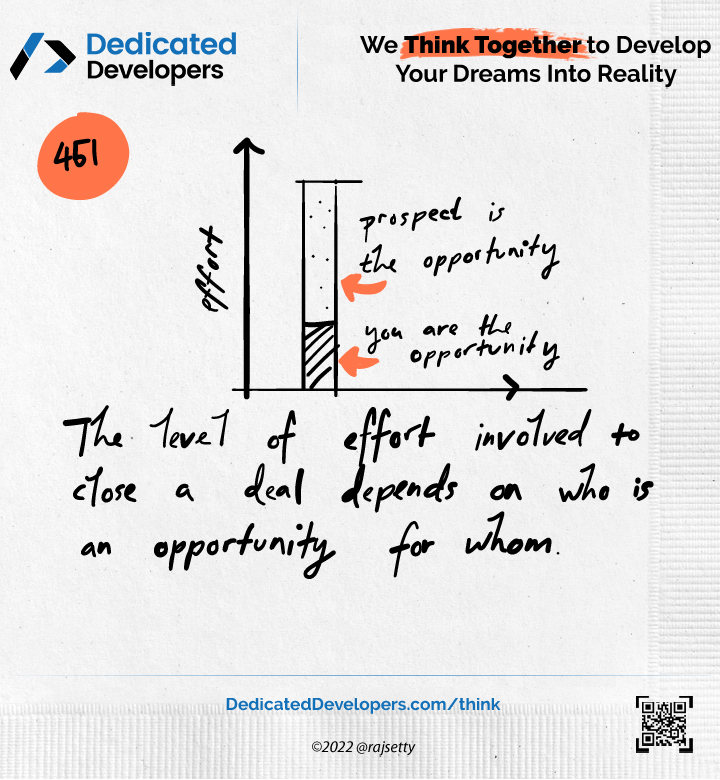 Dedicated
Developers
We Think Together to Develop
Your Dreams Into Reality
451
effort
prospect is
the opportunity
you are the
opportunity
The level of effort involved to
close a deal depends on who is
an opportunity for whom.
DedicatedDevelopers.com/think
©2022 @rajsetty